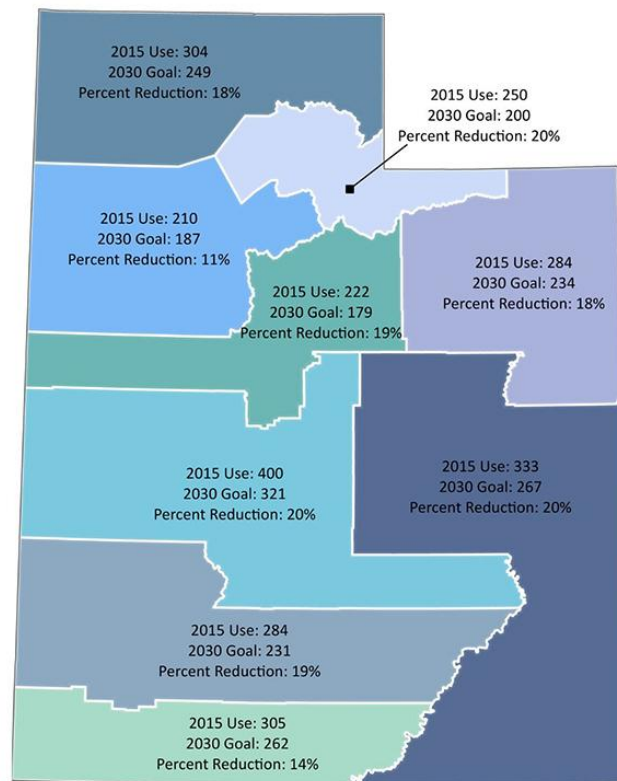 2015 Use: 304
2030 Goal: 249
Percent Reduction: 18%
2015 Use: 250
2030 Goal: 200
Percent Reduction: 20%
2015 Use: 210
2030 Goal: 187
Percent Reduction: 11%
2015 Use: 222
2030 Goal: 179
Percent Reduction: 19%
2015 Use: 284
2030 Goal: 234
Percent Reduction: 18%
2015 Use: 400
2030 Goal: 321
Percent Reduction: 20%
2015 Use: 333
2030 Goal: 267
Percent Reduction: 20%
2015 Use: 284
2030 Goal: 231
Percent Reduction: 19%
2015 Use: 305
2030 Goal: 262
Percent Reduction: 14%